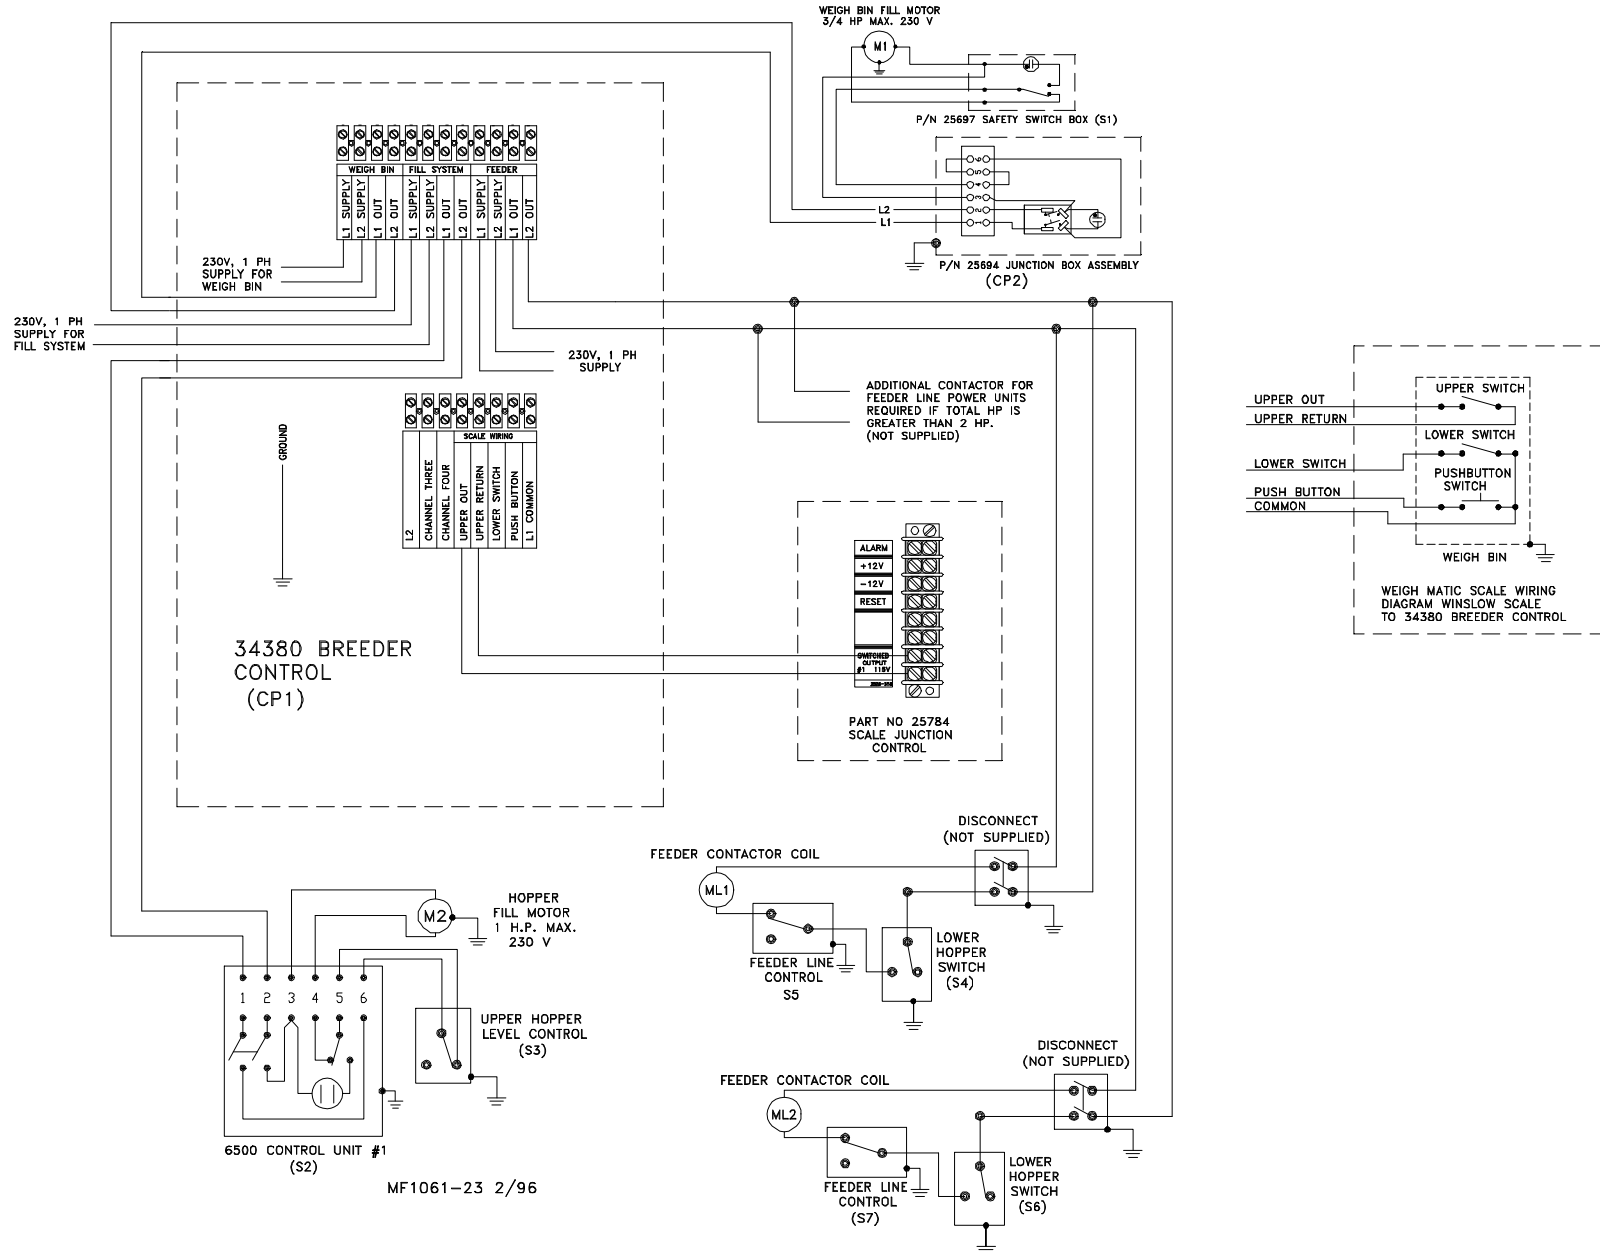 WEIGH BIN FILL MOTOR
3/4 HP MAX. 230 V
M1
P/N 25697 SAFETY SWITCH BOX (S1)
6
5
4
3
2
1
L2
L1
P/N 25694 JUNCTION BOX ASSEMBLY
(CP2)
WEIGH BIN
FILL SYSTEM
FEEDER
L1 SUPPLY
L2 SUPPLY
L1 OUT
L2 OUT
L1 SUPPLY
L2 SUPPLY
L1 OUT
L2 OUT
L1 SUPPLY
L2 SUPPLY
L1 OUT
L2 OUT
230V, 1 PH
SUPPLY FOR
WEIGH BIN
230V, 1 PH
SUPPLY FOR
FILL SYSTEM
230V, 1 PH
SUPPLY
ADDITIONAL CONTACTOR FOR
FEEDER LINE POWER UNITS
REQUIRED IF TOTAL HP IS
GREATER THAN 2 HP.
(NOT SUPPLIED)
SCALE WIRING
L2
CHANNEL THREE
CHANNEL FOUR
UPPER OUT
UPPER RETURN
LOWER SWITCH
PUSH BUTTON
L1 COMMON
GROUND
34380 BREEDER
CONTROL
(CP1)
ALARM
+12V
-12V
RESET
SWITCHED
OUTPUT
#1 115V
PART NO 25784
SCALE JUNCTION
CONTROL
UPPER OUT
UPPER RETURN
LOWER SWITCH
PUSH BUTTON
COMMON
UPPER SWITCH
LOWER SWITCH
PUSHBUTTON
SWITCH
WEIGH BIN
WEIGH MATIC SCALE WIRING
DIAGRAM WINSLOW SCALE
TO 34380 BREEDER CONTROL
DISCONNECT
(NOT SUPPLIED)
FEEDER CONTACTOR COIL
ML1
FEEDER LINE
CONTROL
S5
LOWER
HOPPER
SWITCH
(S4)
HOPPER
FILL MOTOR
1 H.P. MAX.
230 V
M2
1 2 3 4 5 6
UPPER HOPPER
LEVEL CONTROL
(S3)
6500 CONTROL UNIT #1
(S2)
DISCONNECT
(NOT SUPPLIED)
FEEDER CONTACTOR COIL
ML2
FEEDER LINE
CONTROL
(S7)
LOWER
HOPPER
SWITCH
(S6)
MF1061-23 2/96